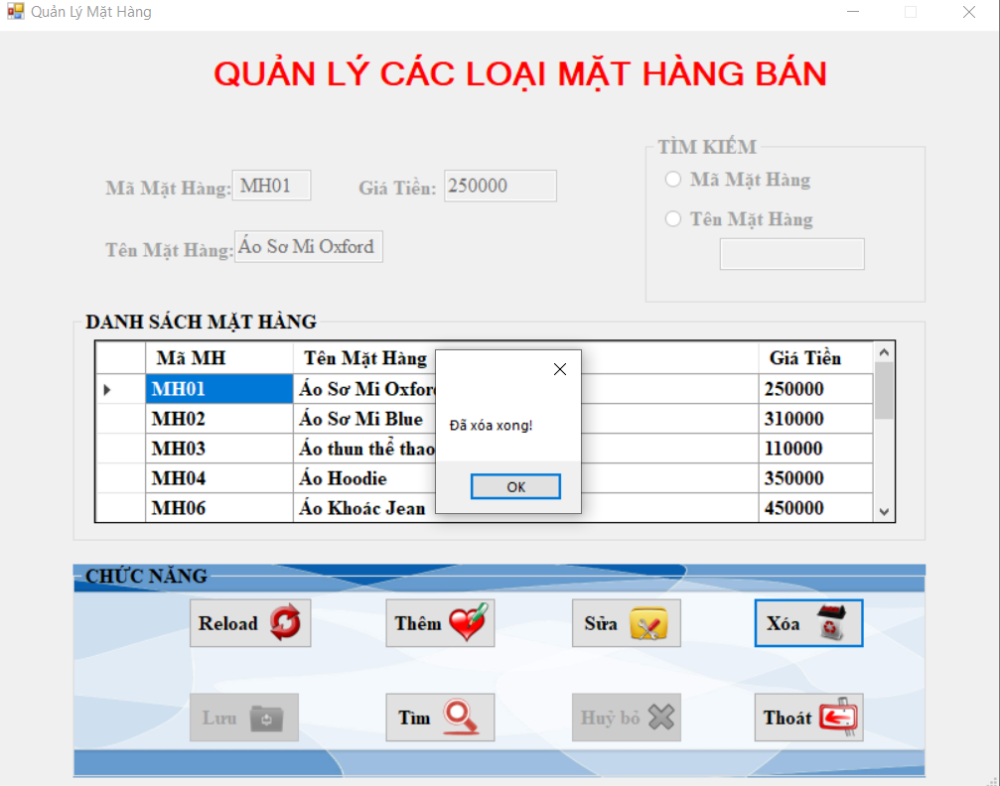 Quản Lý Mặt Hàng
QUẢN LÝ CÁC LOẠI MẶT HÀNG BÁN
Mã Mặt Hàng: MH01 Giá Tiền: 250000
Tên Mặt Hàng: Áo Sơ Mi Oxford
TÌM KIẾM
Mã Mặt Hàng
Tên Mặt Hàng
DANH SÁCH MẶT HÀNG
Mã MH Tên Mặt Hàng Giá Tiền
MH01 Áo Sơ Mi Oxford 250000
MH02 Áo Sơ Mi Blue 310000
MH03 Áo thun thể thao 110000
MH04 Áo Hoodie 350000
MH06 Áo Khoác Jean 450000
Đã xóa xong!
OK
CHỨC NĂNG
Reload Thêm Sửa Xóa
Lưu Tìm Huỷ bỏ Thoát